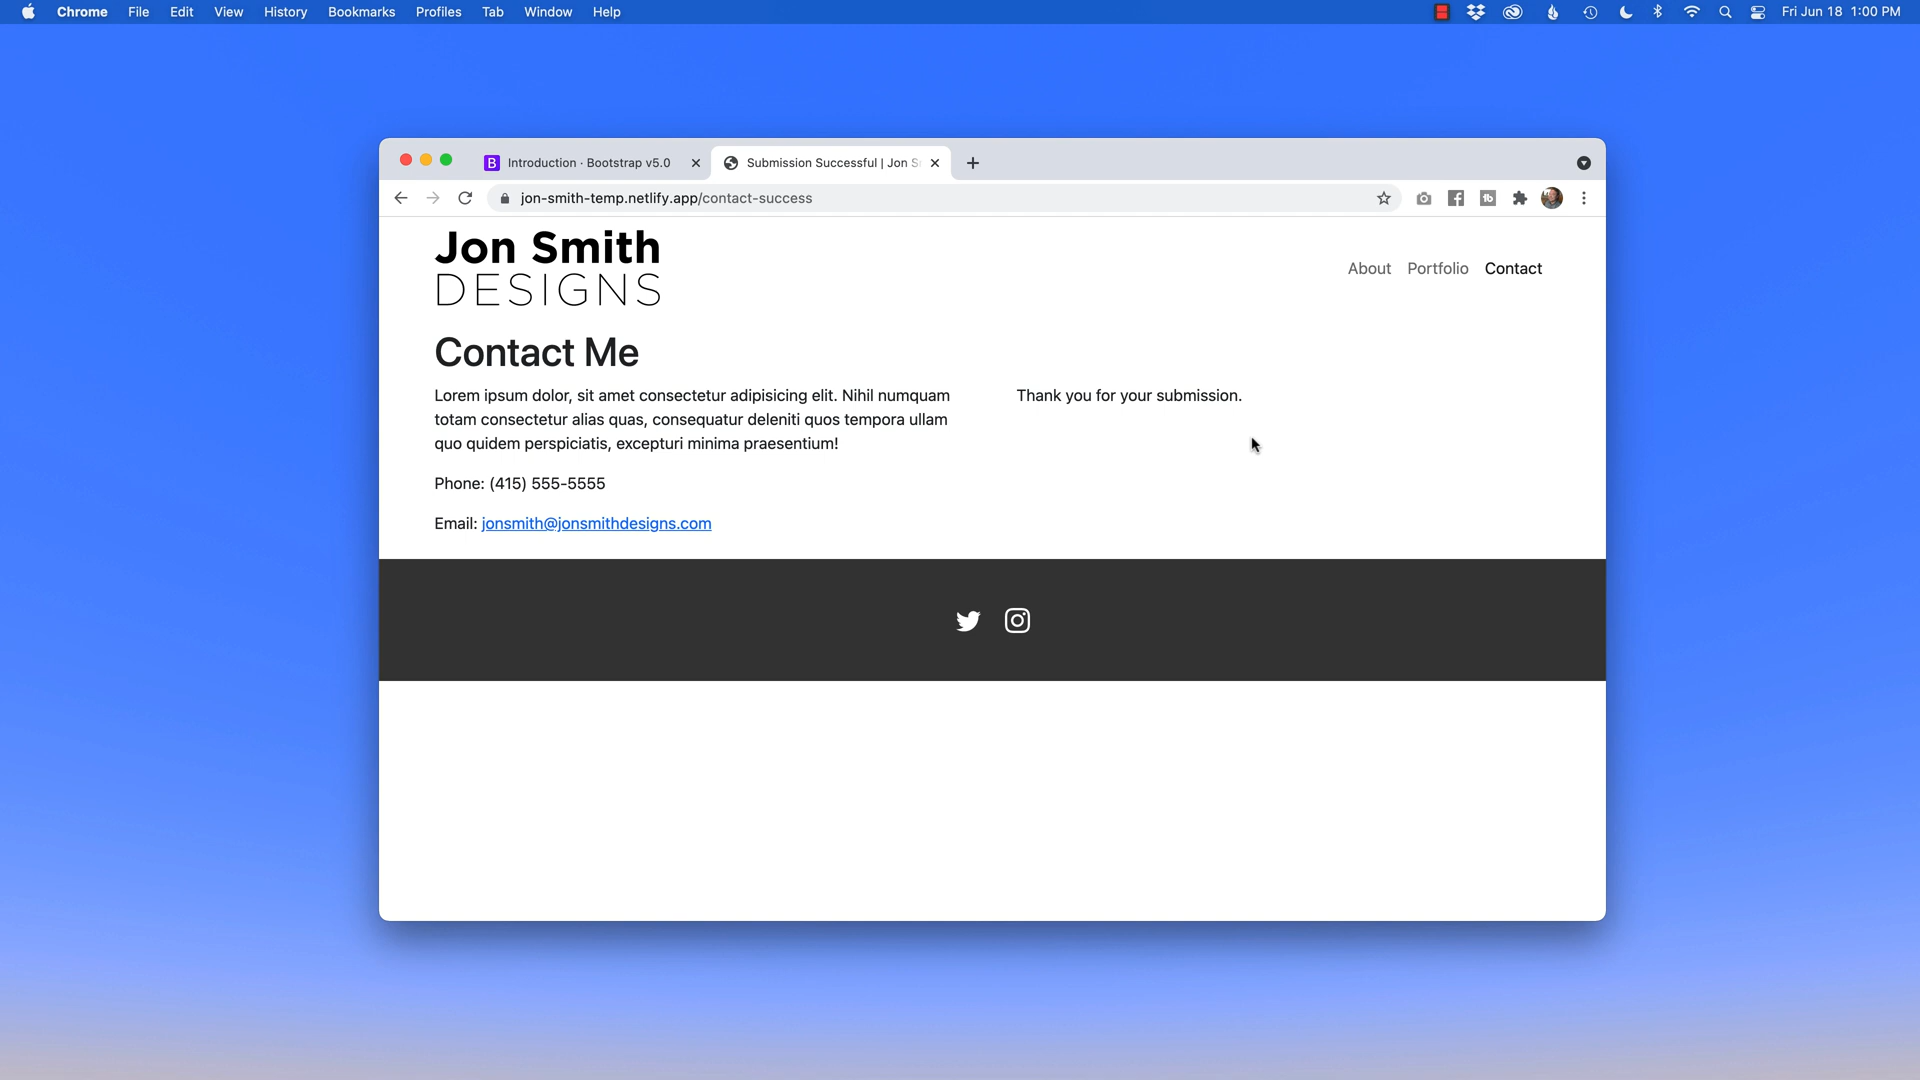 Chrome File Edit View History Bookmarks Profiles Tab Window Help
Fri Jun 18 1:00 PM
Introduction · Bootstrap v5.0
Submission Successful | Jon S
jon-smith-temp.netlify.app/contact-success
Jon Smith
DESIGNS
About Portfolio Contact
Contact Me
Lorem ipsum dolor, sit amet consectetur adipisicing elit. Nihil numquam
totam consectetur alias quas, consequatur deleniti quos tempora ullam
quo quidem perspiciatis, excepturi minima praesentium!
Phone: (415) 555-5555
Email: jonsmith@jonsmithdesigns.com
Thank you for your submission.